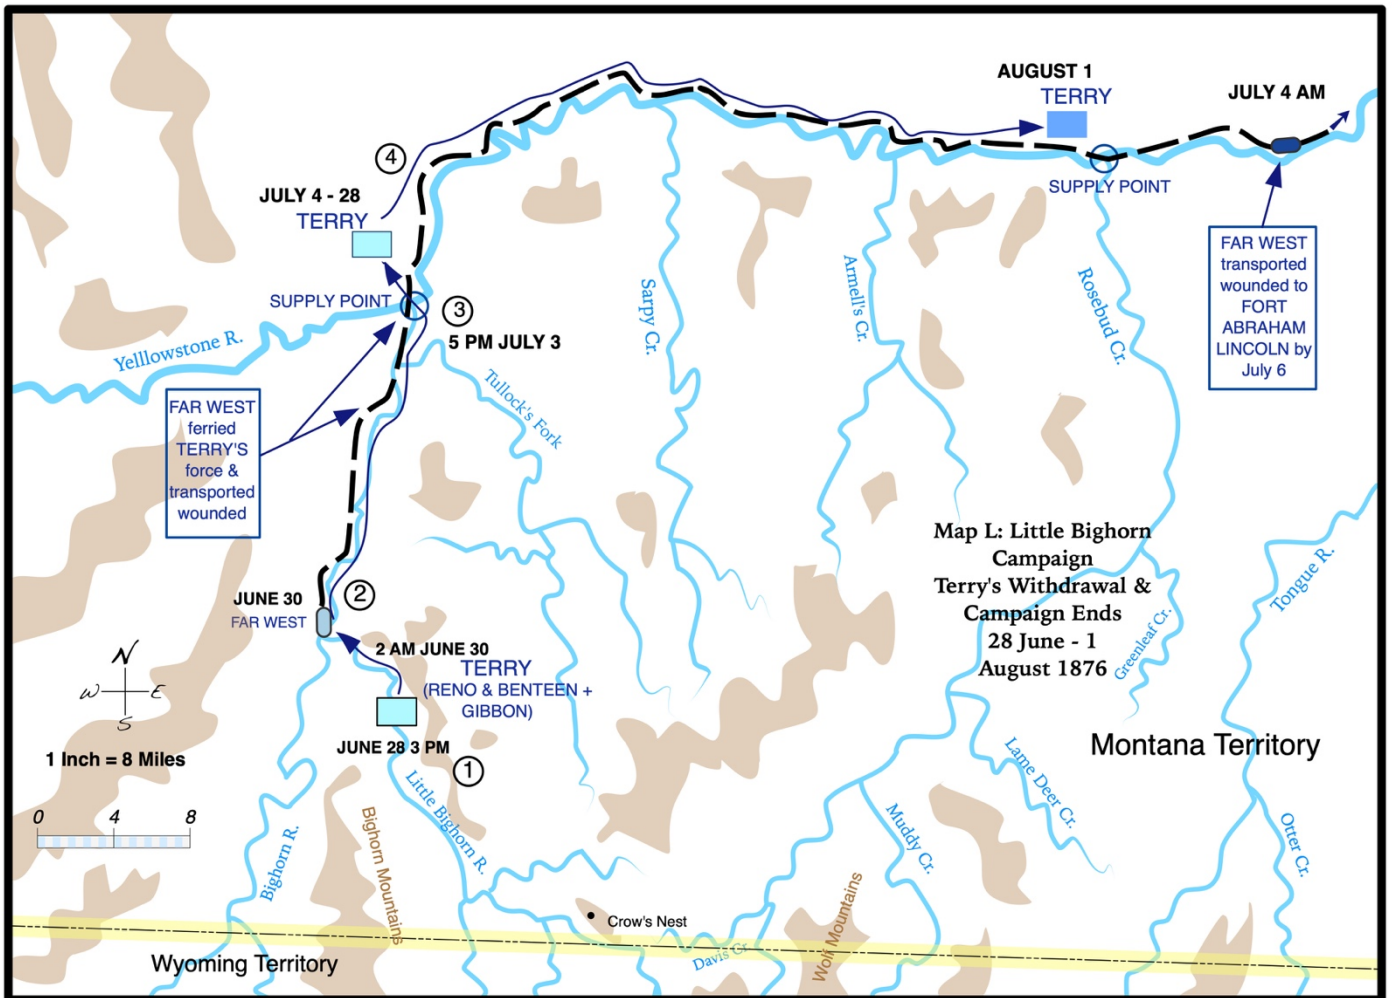 AUGUST 1
TERRY
JULY 4 AM
4
JULY 4 - 28
TERRY
SUPPLY POINT
SUPPLY POINT
3
5 PM JULY 3
Yelllowstone R.
FAR WEST
transported
wounded to
FORT
ABRAHAM
LINCOLN by
July 6
FAR WEST
ferried
TERRY'S
force &
transported
wounded
Tullock's Fork
Sarpy Cr.
Armell's Cr.
Rosebud Cr.
Map L: Little Bighorn
Campaign
Terry's Withdrawal &
Campaign Ends
28 June - 1
August 1876
Tongue R.
Greenleaf Cr.
JUNE 30
FAR WEST
2
2 AM JUNE 30
TERRY
(RENO & BENTEEN +
GIBBON)
JUNE 28 3 PM
1
N
W E
S
1 Inch = 8 Miles
0 4 8
Montana Territory
Lame Deer Cr.
Muddy Cr.
Otter Cr.
Little Bighorn R.
Bighorn R.
Bighorn Mountains
Crow's Nest
Davis Cr.
Wolf Mountains
Wyoming Territory